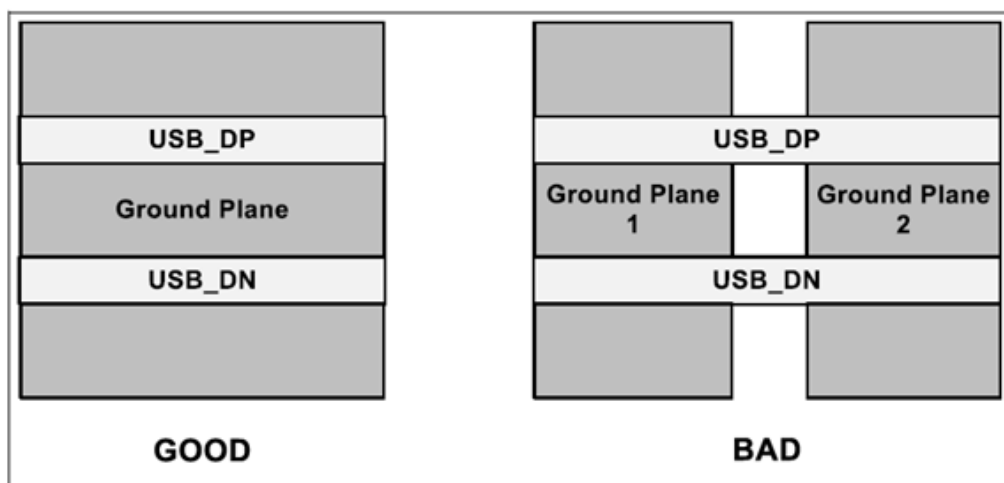 USB_DP
Ground Plane
USB_DN
GOOD
USB_DP
Ground Plane
1
Ground Plane
2
USB_DN
BAD